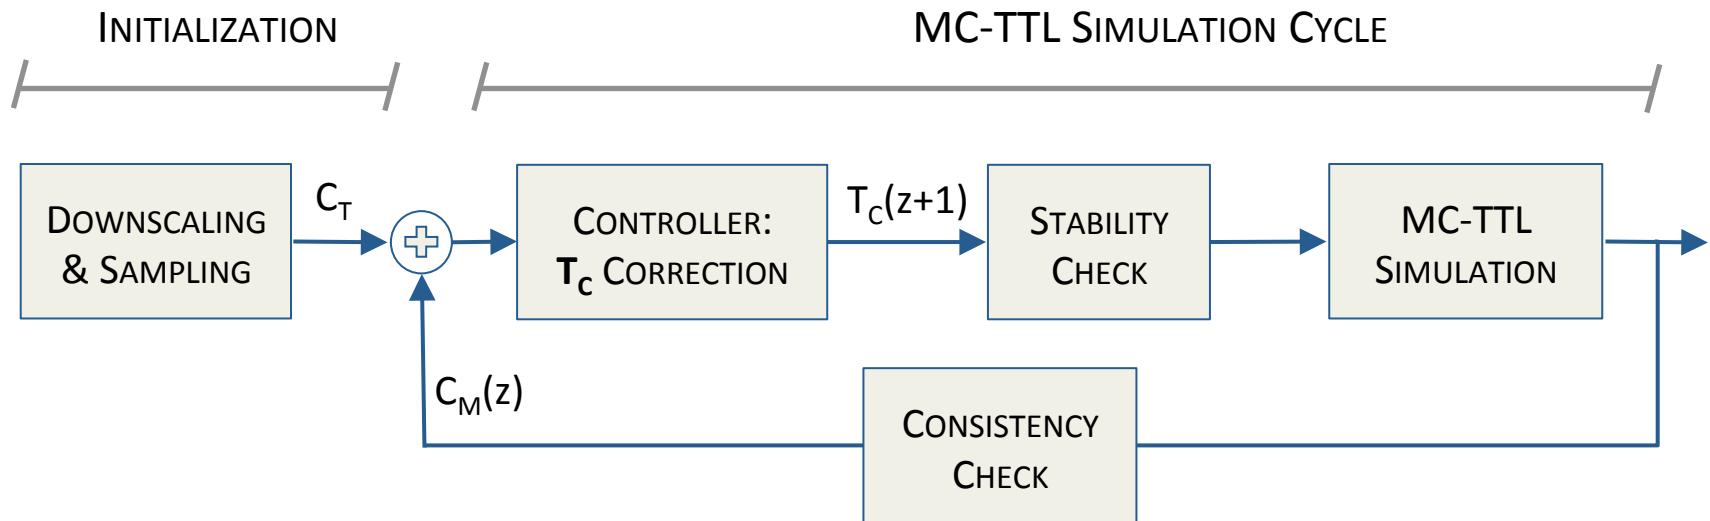 INITIALIZATION
MC-TTL SIMULATION CYCLE
DOWNSCALING
& SAMPLING
C_T
CONTROLLER:
T_C CORRECTION
T_C(z+1)
STABILITY
CHECK
MC-TTL
SIMULATION
C_M(z)
CONSISTENCY
CHECK